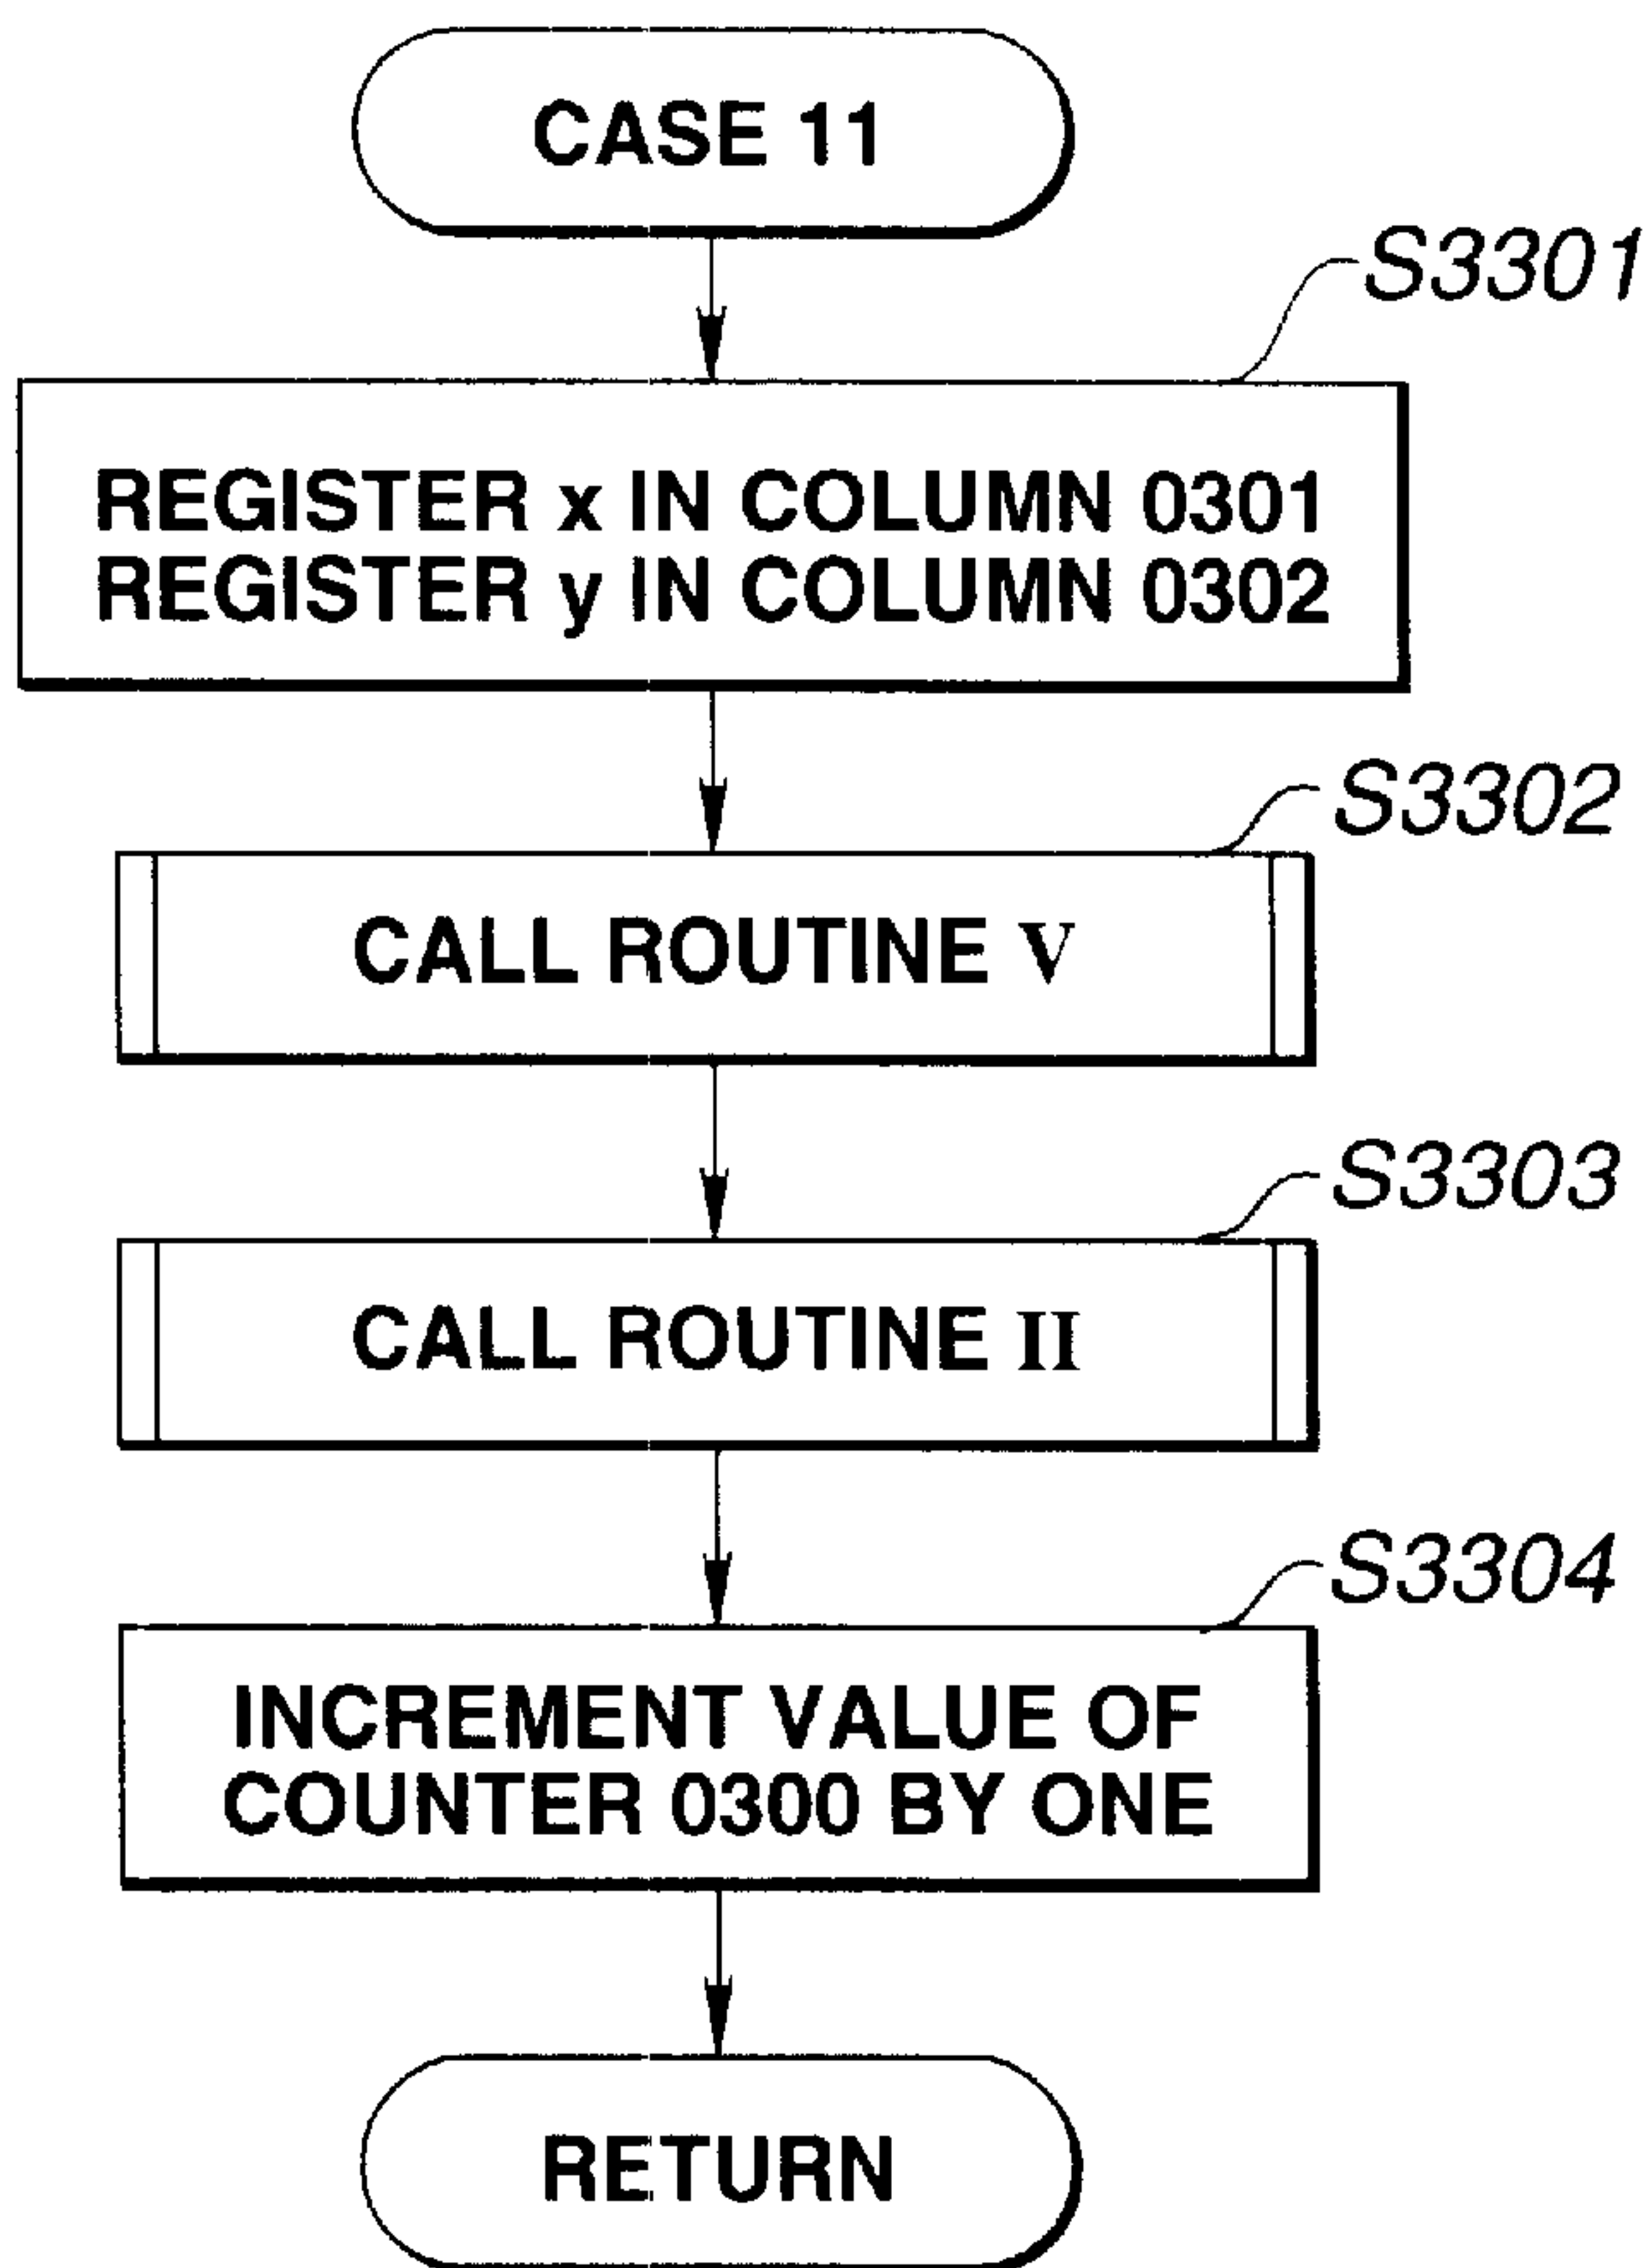 CASE 11
S3301
REGISTER x IN COLUMN 0301
REGISTER y IN COLUMN 0302
S3302
CALL ROUTINE V
S3303
CALL ROUTINE II
S3304
INCREMENT VALUE OF
COUNTER 0300 BY ONE
RETURN